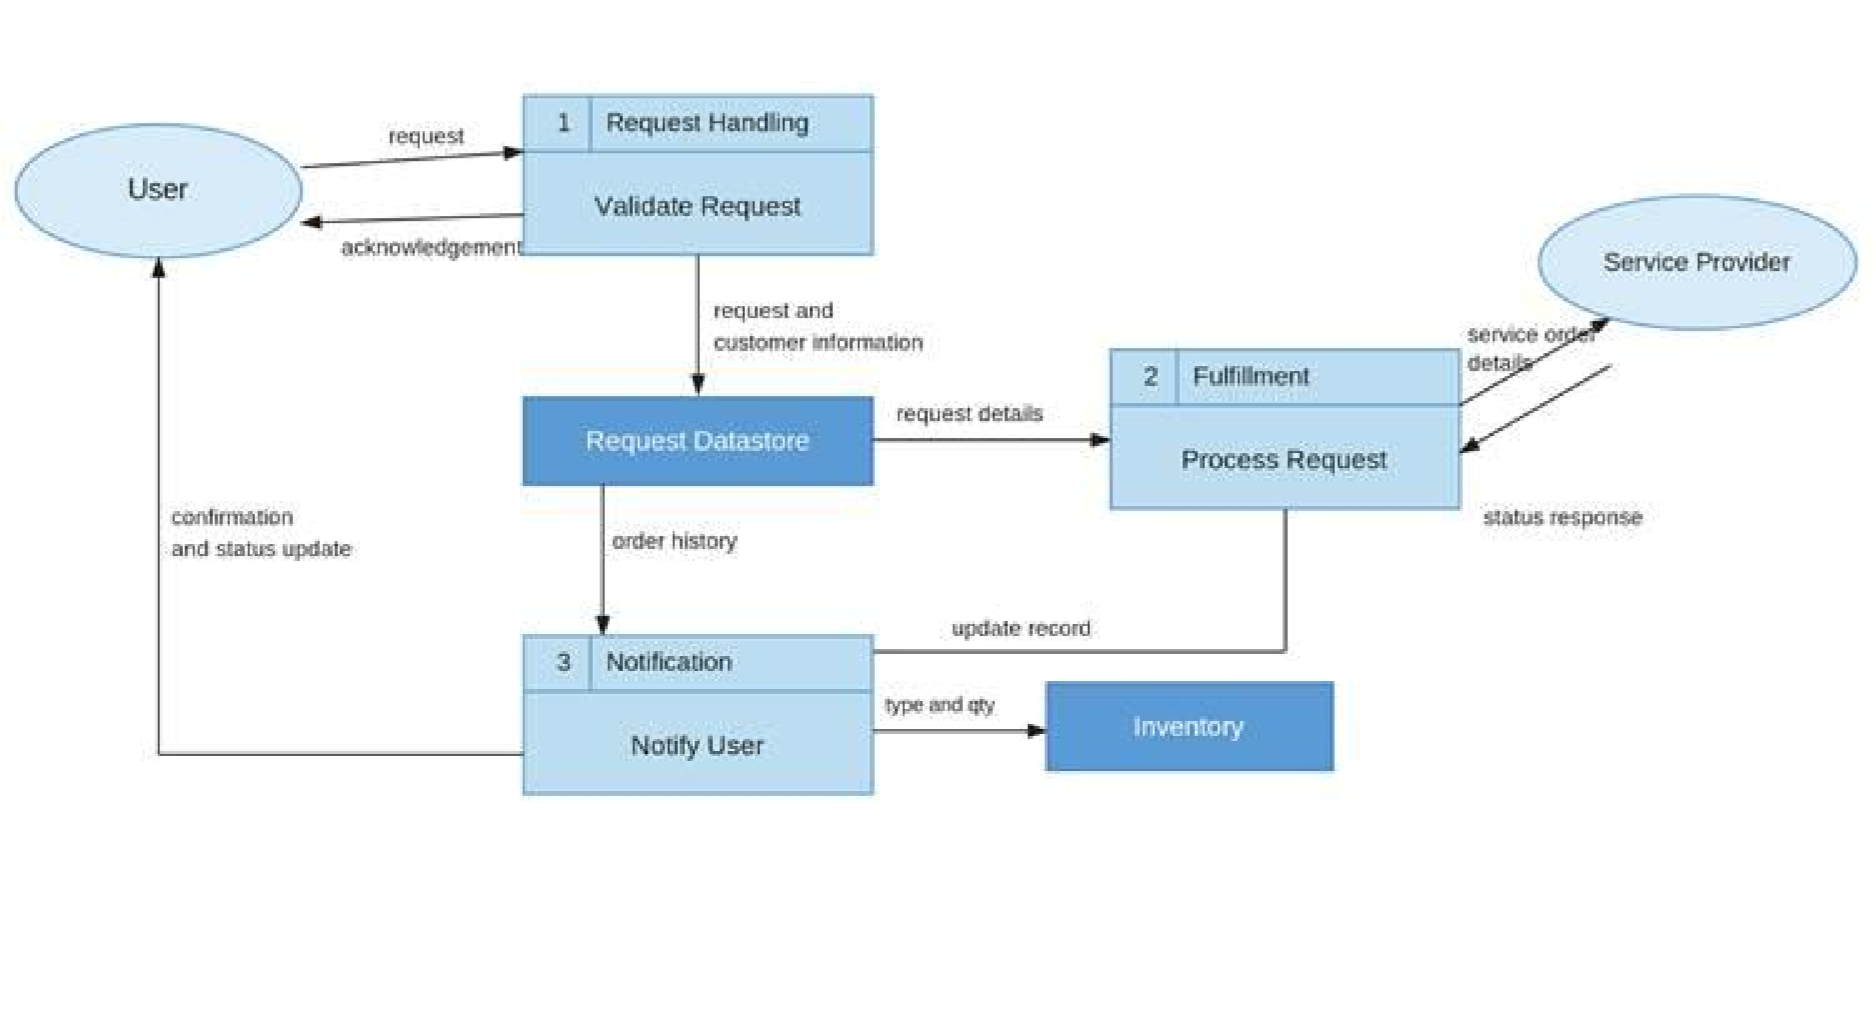 request
1
Request Handling
User
Validate Request
acknowledgement
Service Provider
request and
customer information
service order
details
2
Fulfillment
request details
Request Datastore
Process Request
status response
confirmation
and status update
order history
update record
3
Notification
type and qty
Inventory
Notify User